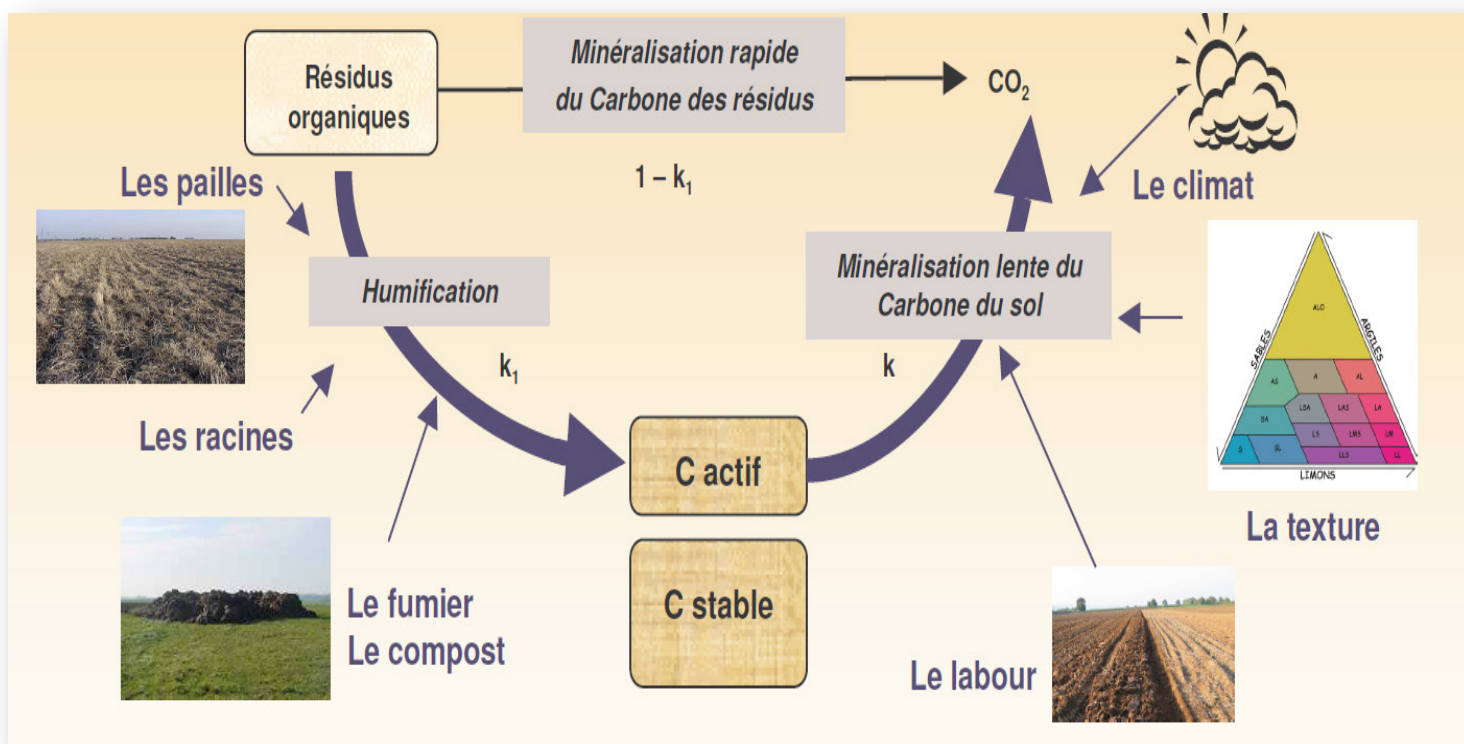 Résidus
organiques
Minéralisation rapide
du Carbone des résidus
CO₂
1 – k₁
Les pailles
Le climat
Humification
Minéralisation lente du
Carbone du sol
k₁
k
Les racines
C actif
C stable
Le fumier
Le compost
Le labour
SABLES
ARGILES
ALO
AS
A
AL
SA
LSA
LAS
LA
S
SL
LS
LMS
LM
LLS
LL
LIMONS
La texture